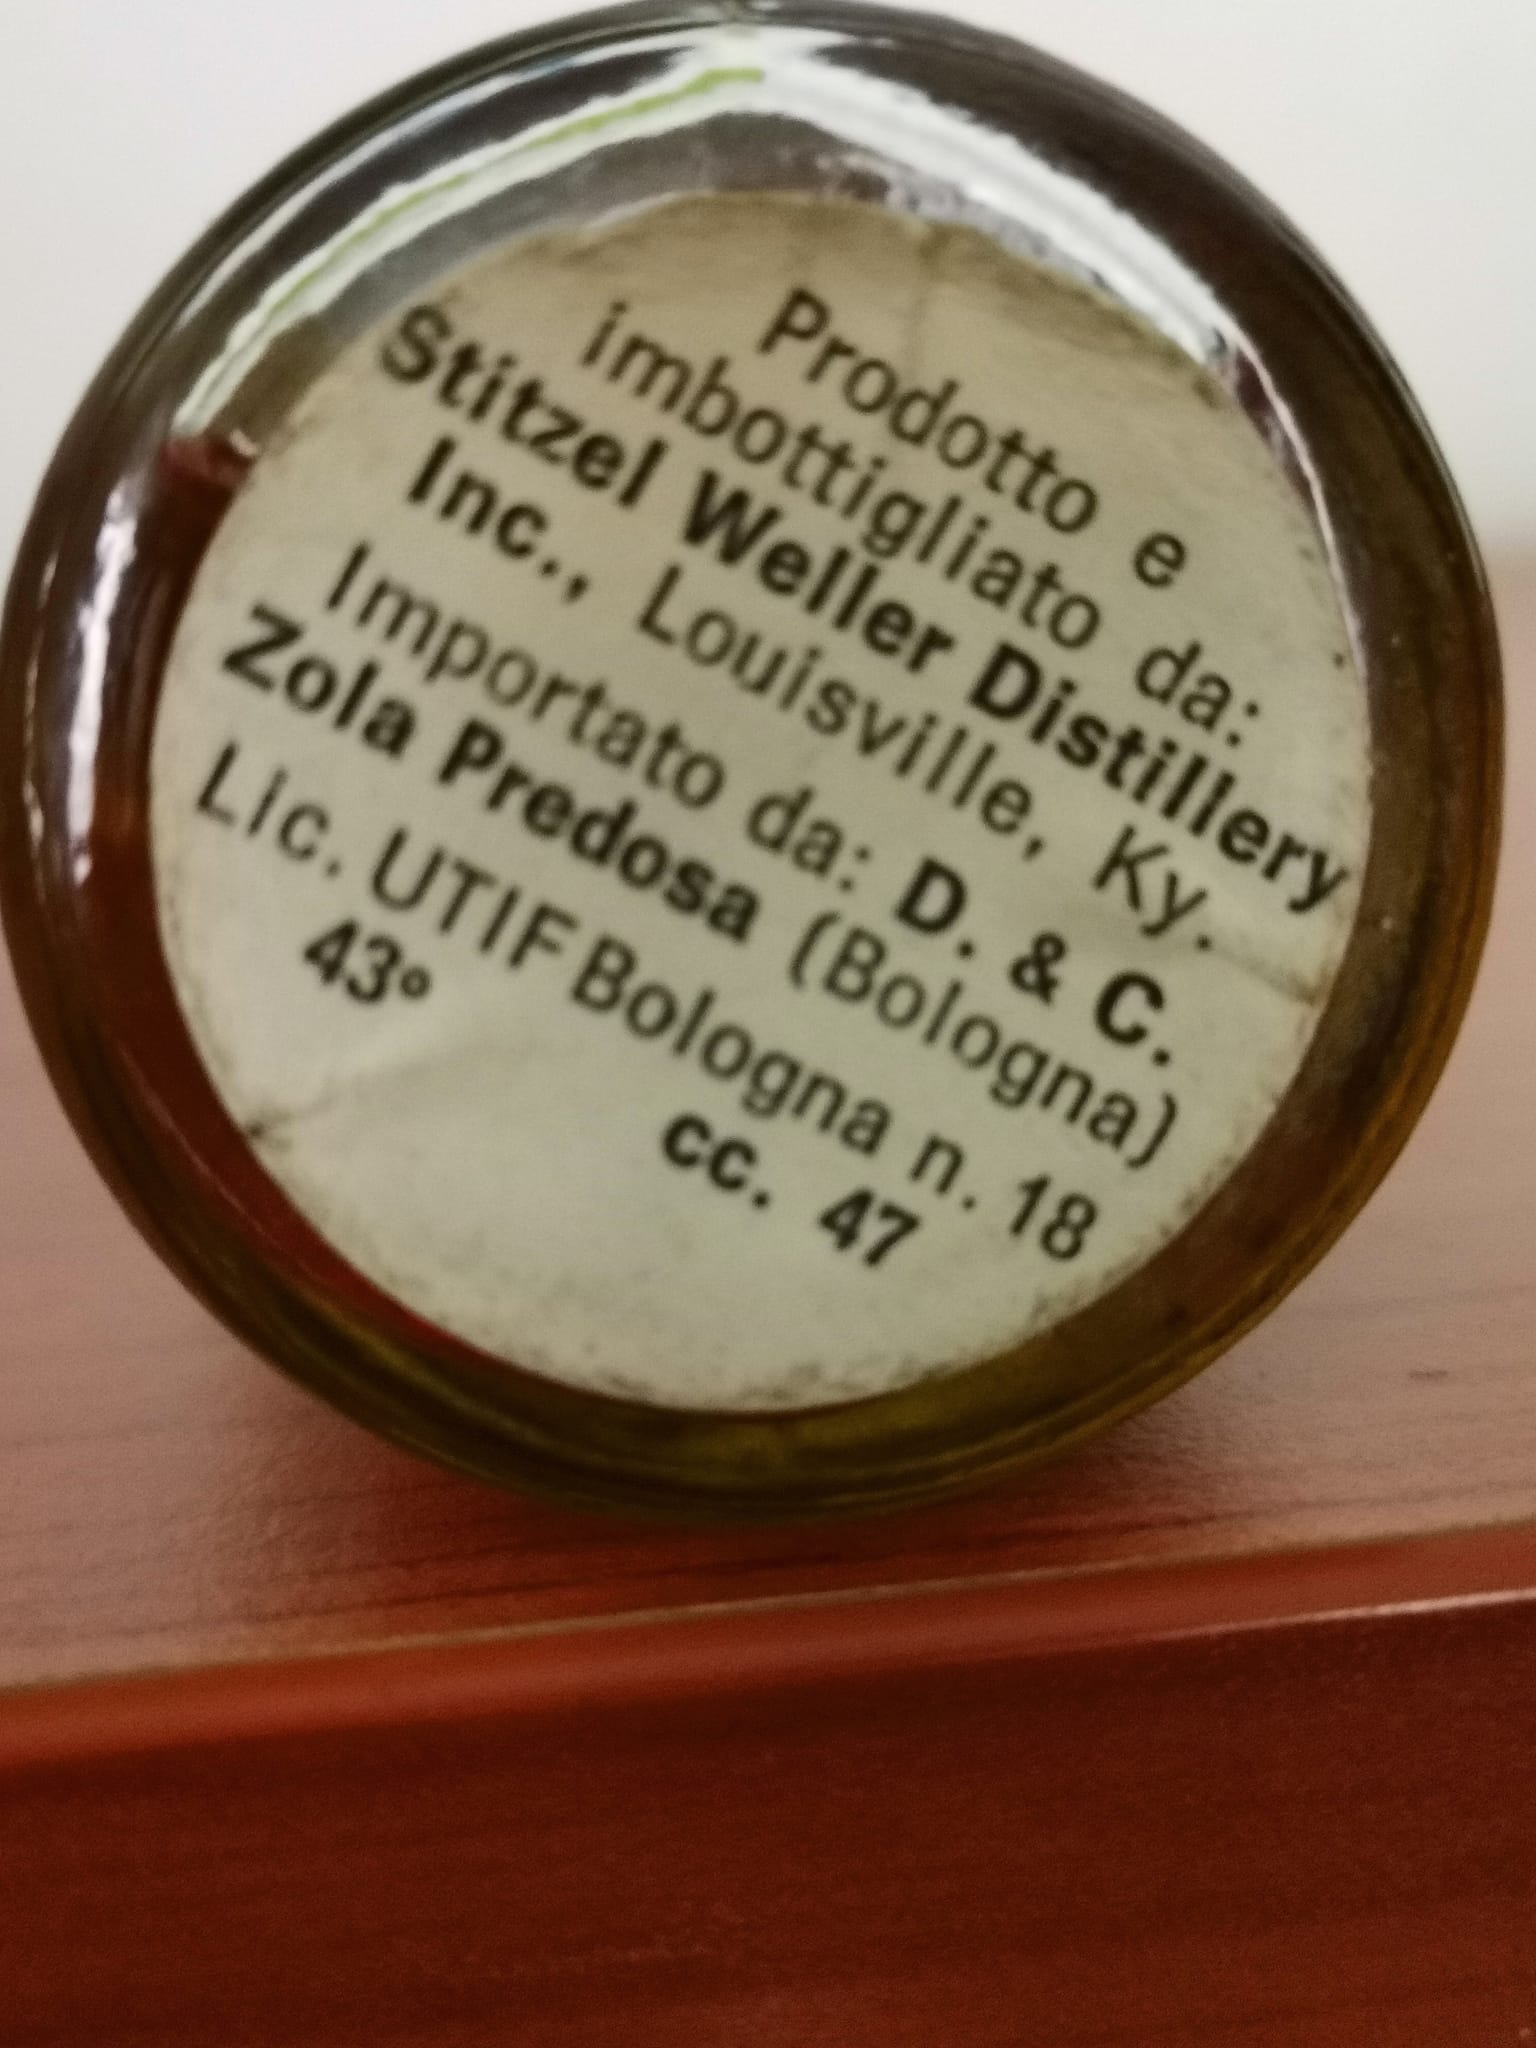 Prodotto e
imbottigliato da:
Stitzel Weller Distillery
Inc., Louisville, Ky.
Importato da: D. & C.
Zola Predosa (Bologna)
Lic. UTIF Bologna n. 18
43° cc. 47